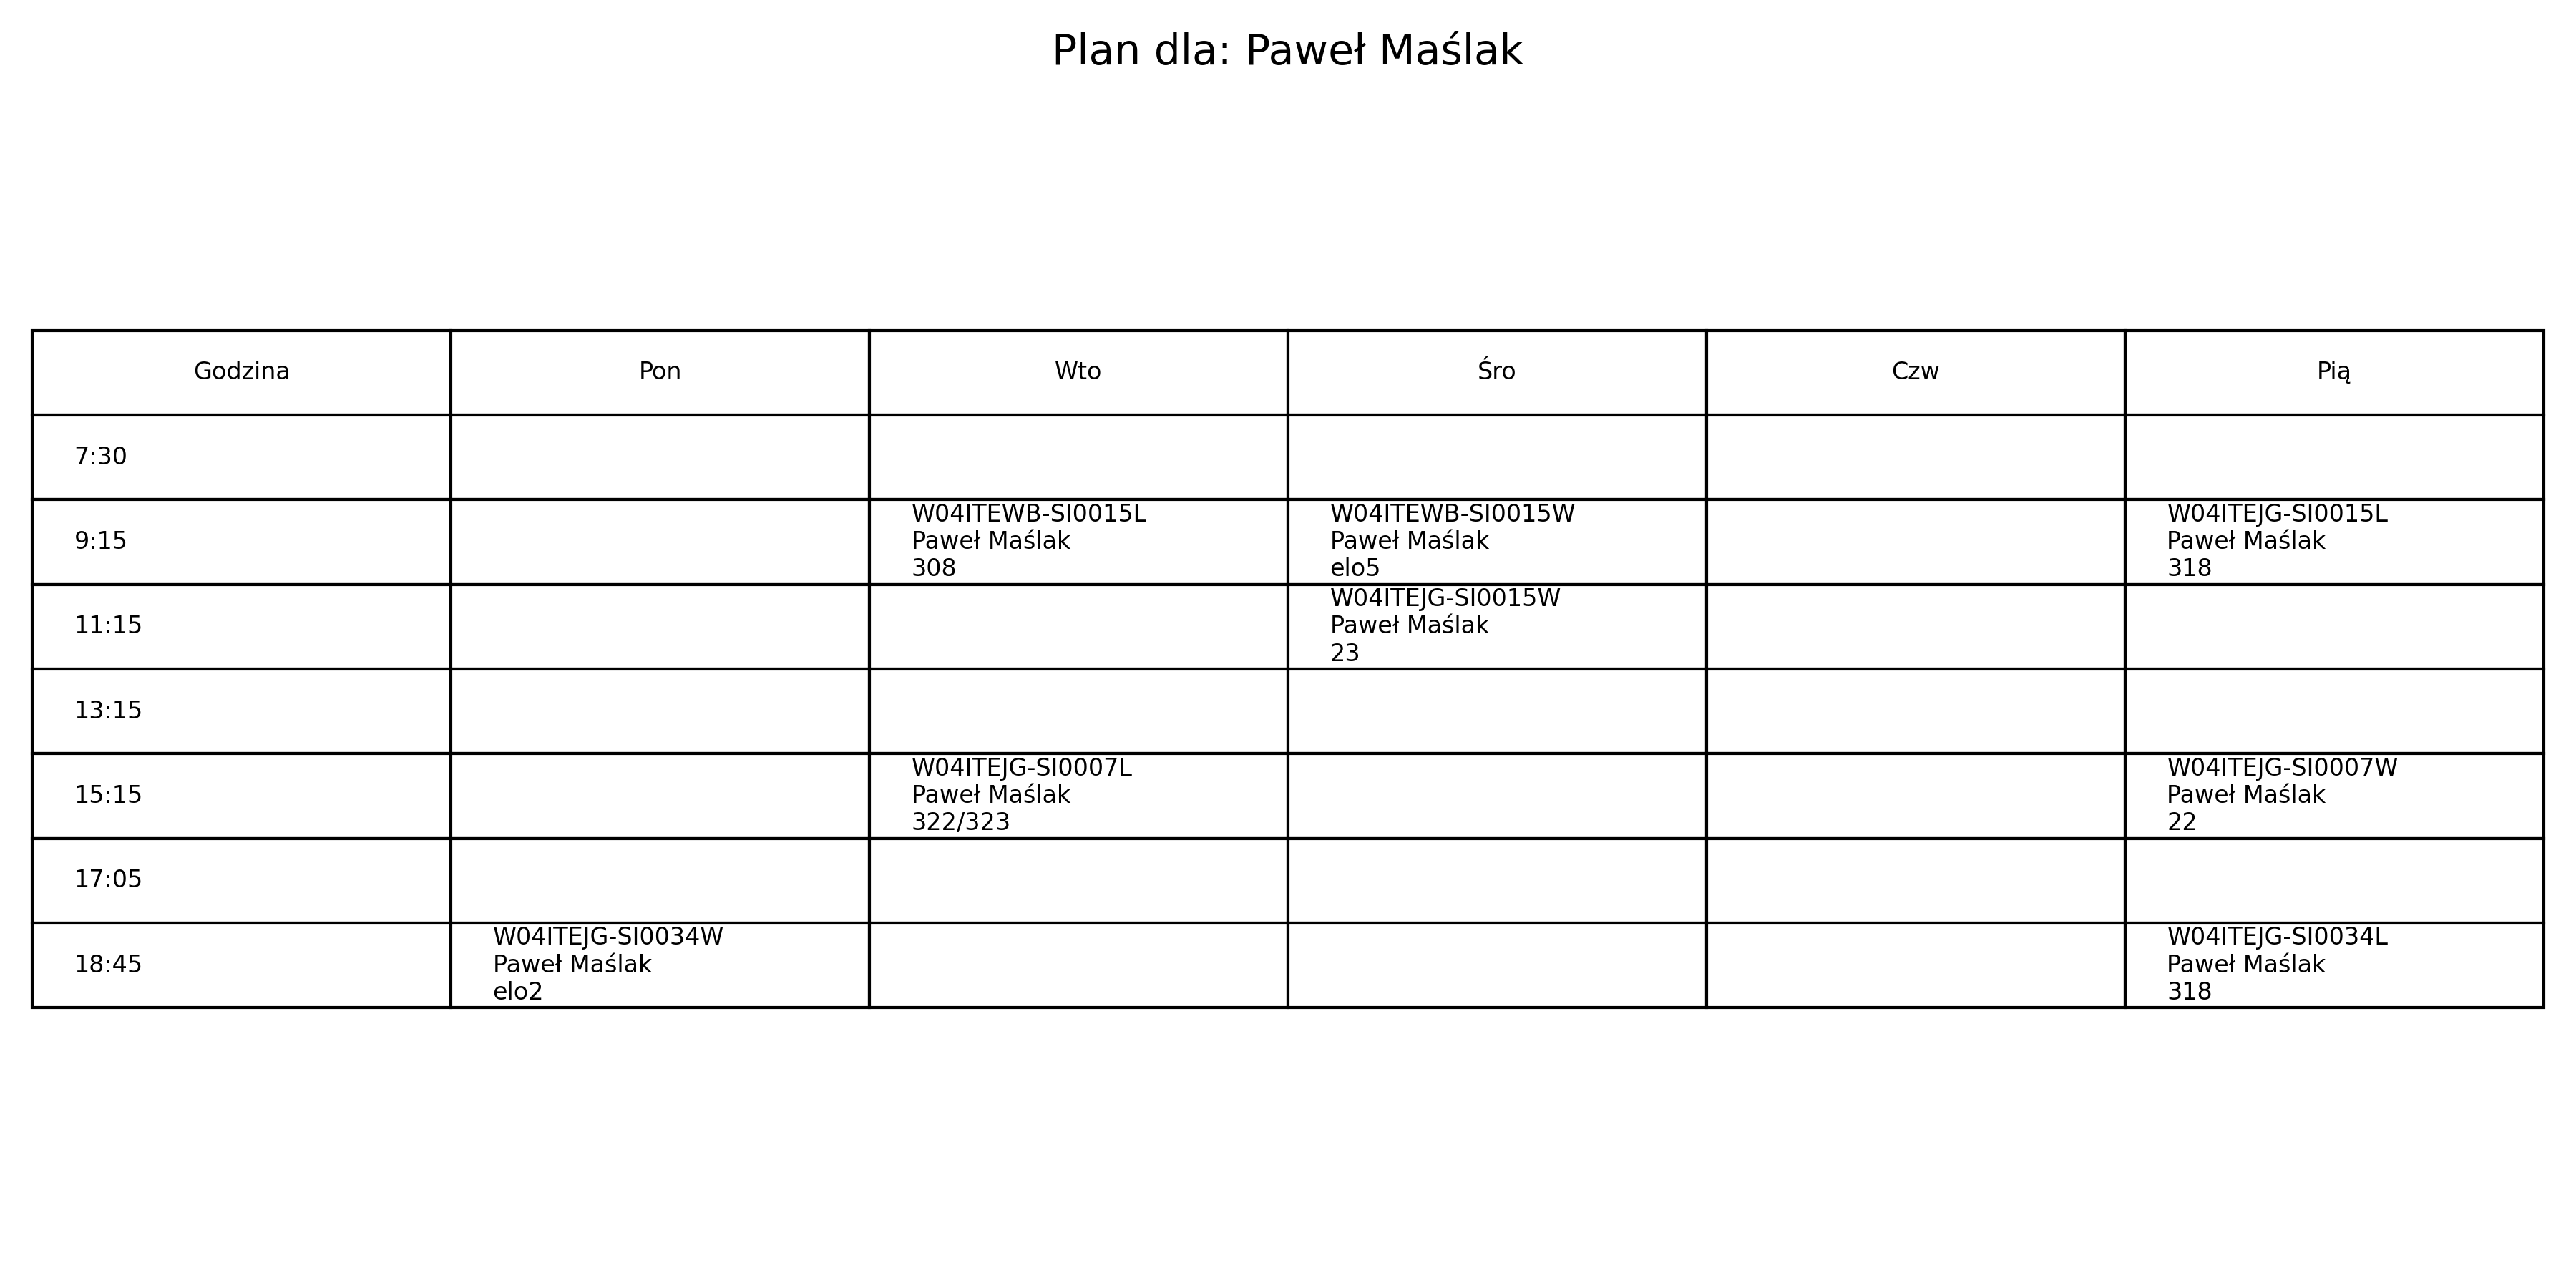 Plan dla: Paweł Maślak
Godzina Pon Wto Śro Czw Pią
7:30
9:15
W04ITEWB-SI0015L
Paweł Maślak
308
W04ITEWB-SI0015W
Paweł Maślak
elo5
W04ITEJG-SI0015L
Paweł Maślak
318
11:15
W04ITEJG-SI0015W
Paweł Maślak
23
13:15
15:15
W04ITEJG-SI0007L
Paweł Maślak
322/323
W04ITEJG-SI0007W
Paweł Maślak
22
17:05
18:45
W04ITEJG-SI0034W
Paweł Maślak
elo2
W04ITEJG-SI0034L
Paweł Maślak
318